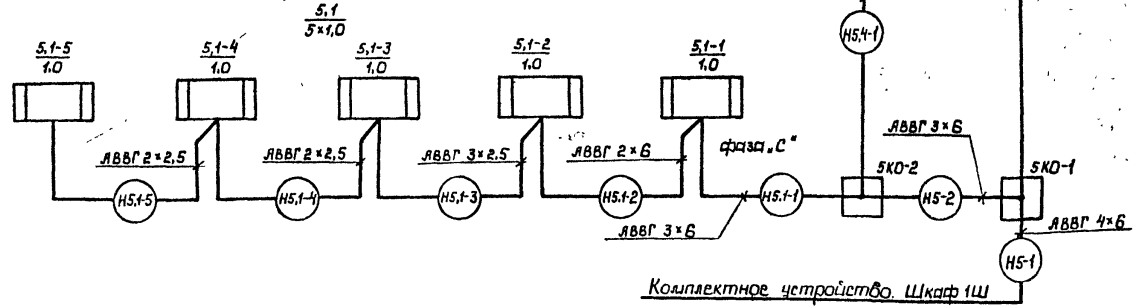 5,1
5×1,0
Н5,4-1
5,1-5
1,0
5,1-4
1,0
5,1-3
1,0
5,1-2
1,0
5,1-1
1,0
АВВГ 2×2,5
АВВГ 2×2,5
АВВГ 3×2,5
АВВГ 2×6
фаза „С"
АВВГ 3×6
5КО-2
5КО-1
Н5,1-5
Н5,1-4
Н5,1-3
Н5.1-2
Н5.1-1
Н5-2
АВВГ 3×6
АВВГ 4×6
Н5-1
Комплектное устройство. Шкаф 1Ш